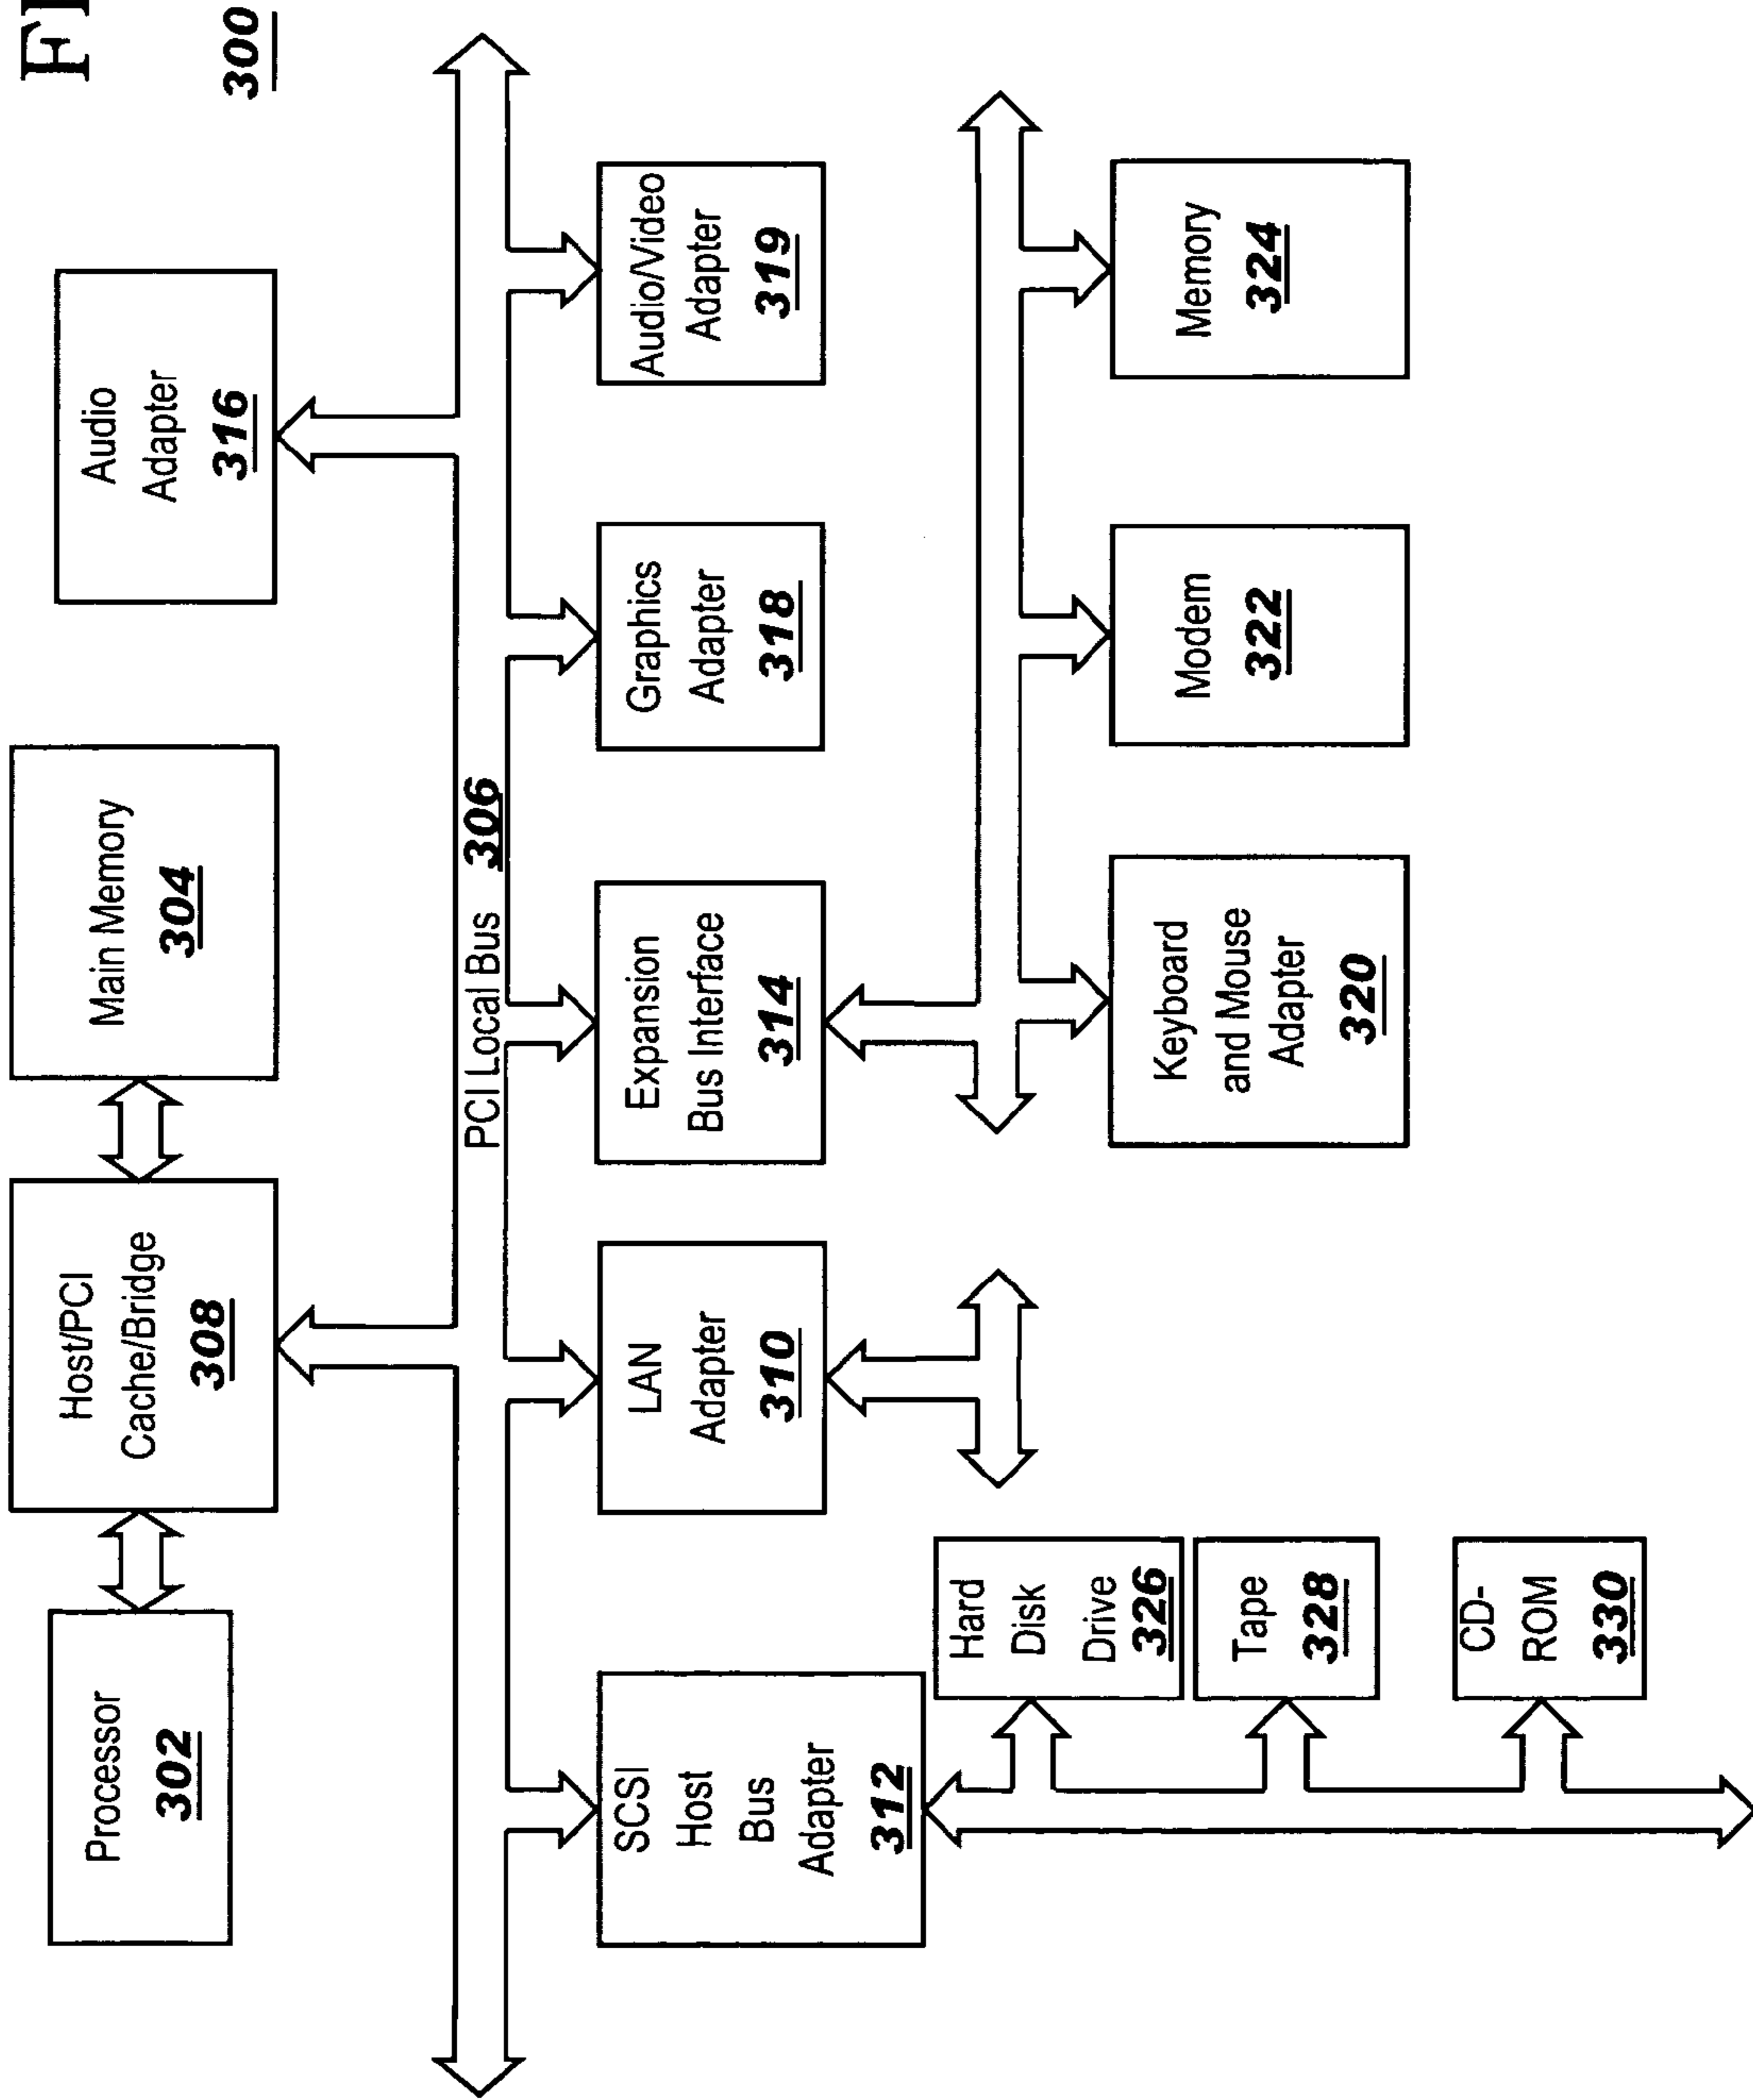 FI
300
Processor
302
Host/PCI
Cache/Bridge
308
Main Memory
304
Audio
Adapter
316
PCI Local Bus 306
SCSI
Host
Bus
Adapter
312
LAN
Adapter
310
Expansion
Bus Interface
314
Graphics
Adapter
318
Audio/Video
Adapter
319
Hard
Disk
Drive
326
Tape
328
CD-
ROM
330
Keyboard
and Mouse
Adapter
320
Modem
322
Memory
324